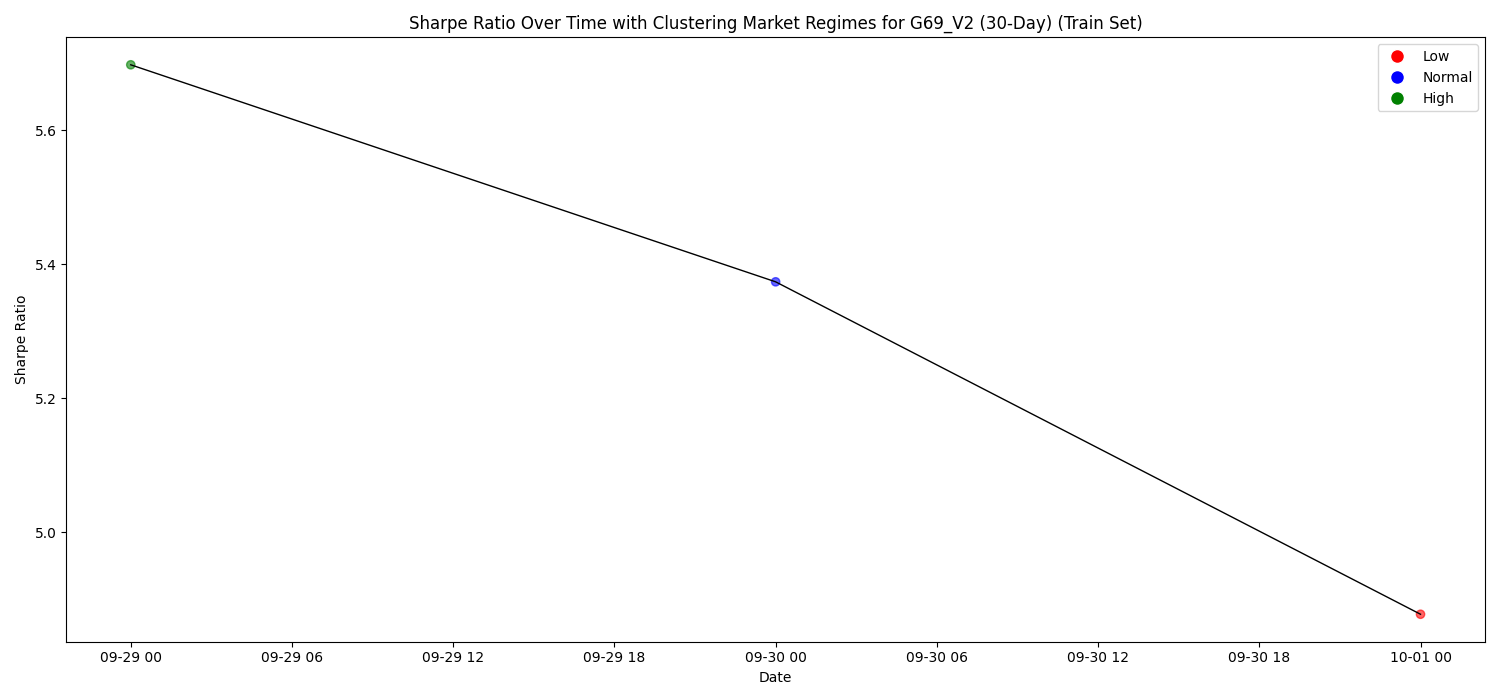 Sharpe Ratio Over Time with Clustering Market Regimes for G69_V2 (30-Day) (Train Set)
Low
Normal
High
5.6
5.4
5.2
5.0
Sharpe Ratio
09-29 00
09-29 06
09-29 12
09-29 18
09-30 00
09-30 06
09-30 12
09-30 18
10-01 00
Date